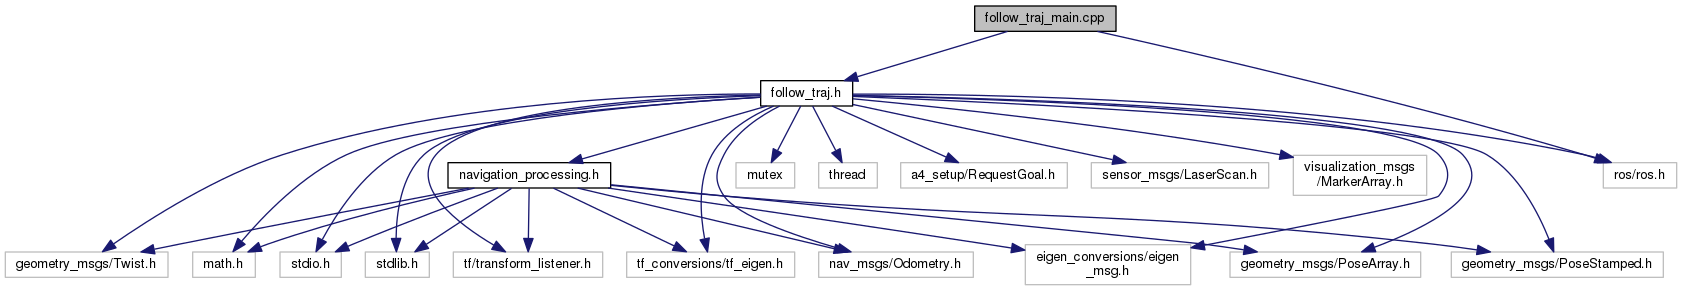 follow_traj_main.cpp
follow_traj.h
navigation_processing.h
mutex
thread
a4_setup/RequestGoal.h
sensor_msgs/LaserScan.h
visualization_msgs
/MarkerArray.h
ros/ros.h
geometry_msgs/Twist.h
math.h
stdio.h
stdlib.h
tf/transform_listener.h
tf_conversions/tf_eigen.h
nav_msgs/Odometry.h
eigen_conversions/eigen
_msg.h
geometry_msgs/PoseArray.h
geometry_msgs/PoseStamped.h